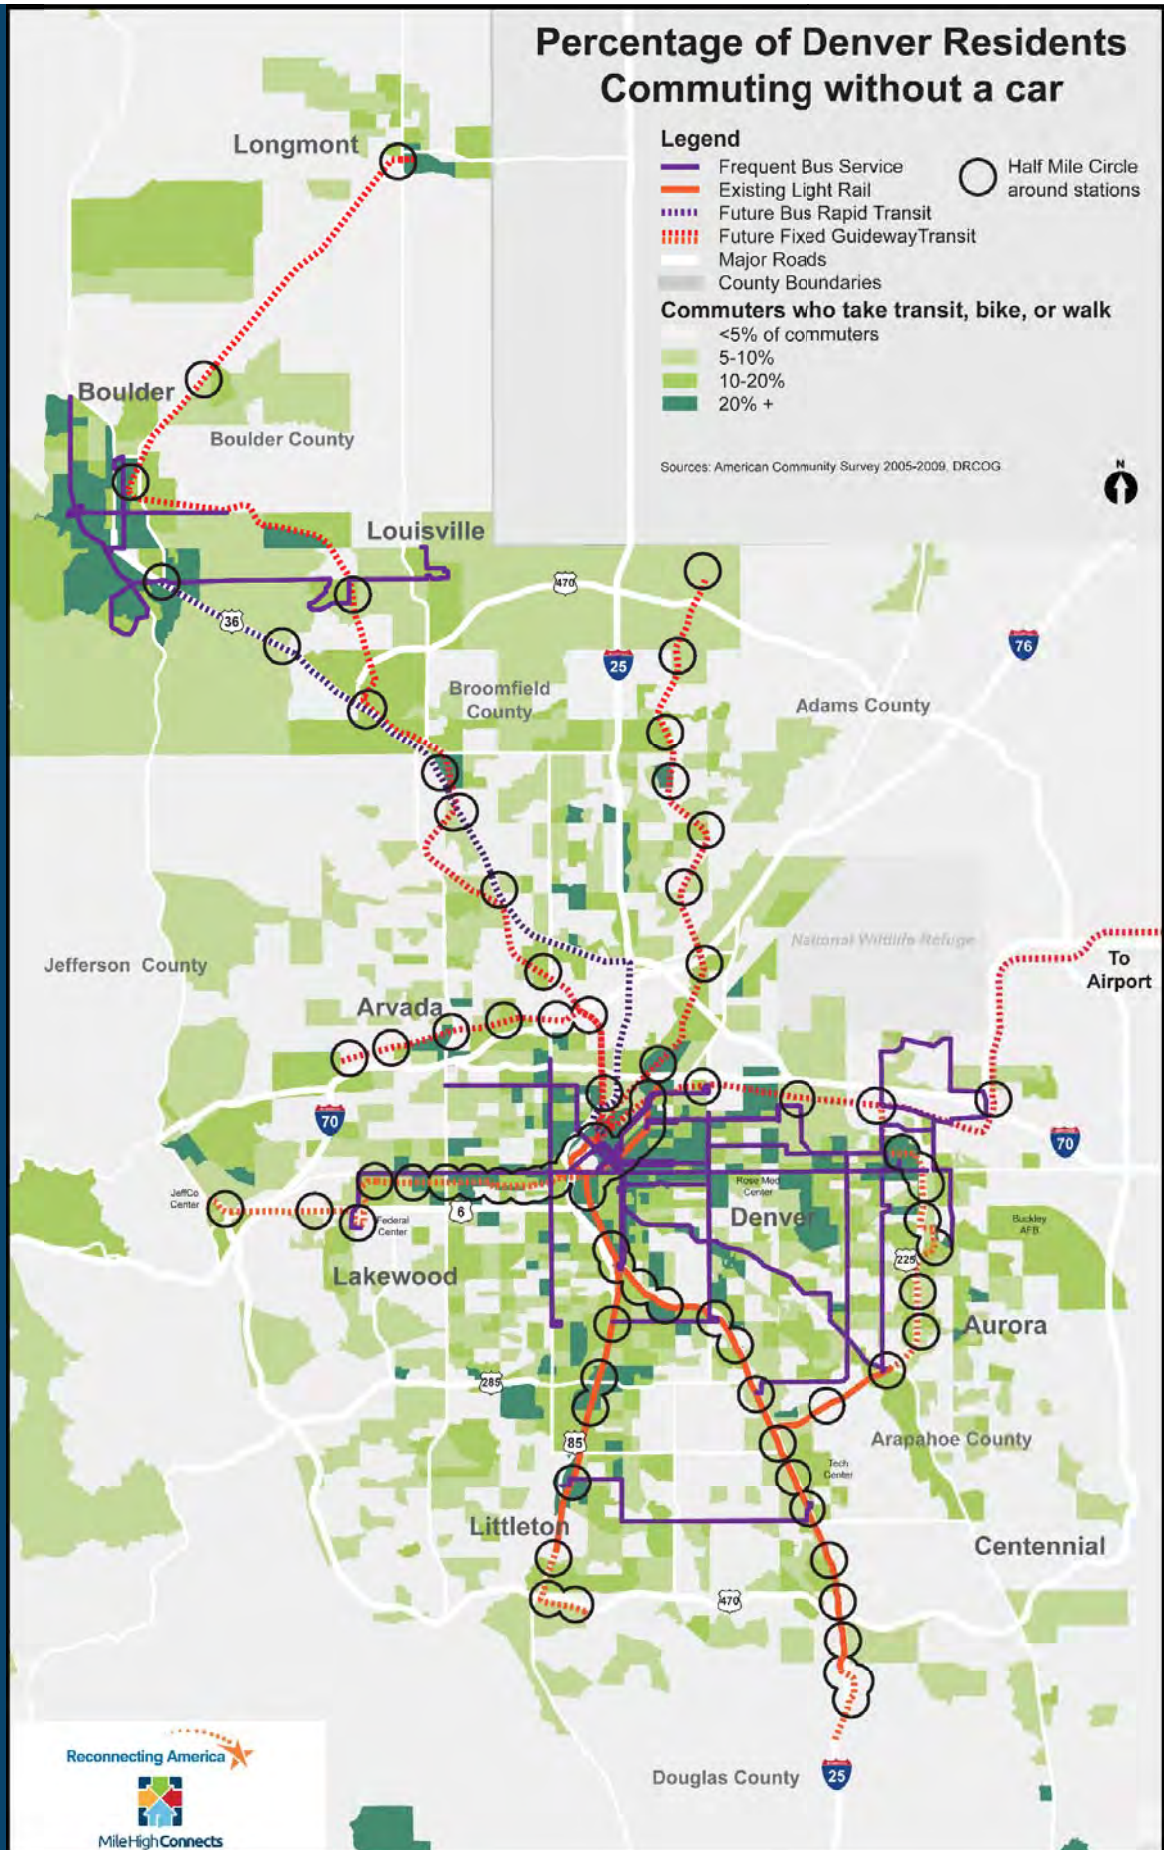 Percentage of Denver Residents
Commuting without a car
Legend
Frequent Bus Service
Existing Light Rail
Future Bus Rapid Transit
Future Fixed GuidewayTransit
Major Roads
County Boundaries
Half Mile Circle
around stations
Commuters who take transit, bike, or walk
<5% of commuters
5-10%
10-20%
20% +
Sources: American Community Survey 2005-2009, DRCOG.
N
Longmont
Boulder
Boulder County
Louisville
470
36
25
76
Broomfield
County
Adams County
National Wildlife Refuge
Jefferson County
To
Airport
Arvada
70
70
JeffCo
Center
Federal
Center
6
Rose Med
Center
Denver
Buckley
AFB
225
Lakewood
Aurora
285
85
Arapahoe County
Tech
Center
Littleton
Centennial
470
Douglas County
25
Reconnecting America
MileHighConnects